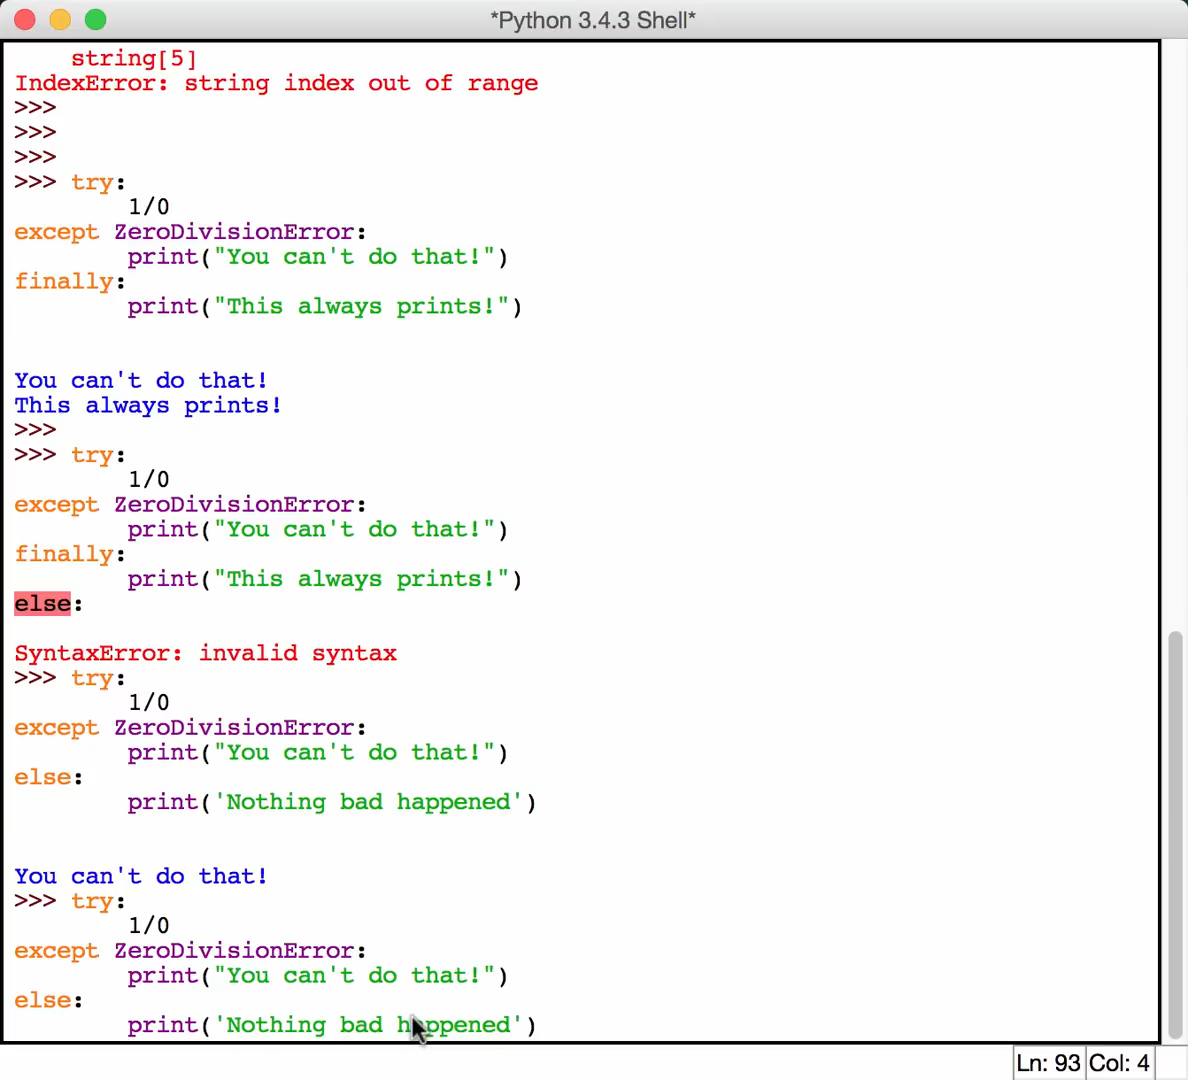 *Python 3.4.3 Shell*
string[5]
IndexError: string index out of range
>>>
>>>
>>>
>>> try:
1/0
except ZeroDivisionError:
print("You can't do that!")
finally:
print("This always prints!")
You can't do that!
This always prints!
>>>
>>> try:
1/0
except ZeroDivisionError:
print("You can't do that!")
finally:
print("This always prints!")
else:
SyntaxError: invalid syntax
>>> try:
1/0
except ZeroDivisionError:
print("You can't do that!")
else:
print('Nothing bad happened')
You can't do that!
>>> try:
1/0
except ZeroDivisionError:
print("You can't do that!")
else:
print('Nothing bad happened')
Ln: 93 Col: 4